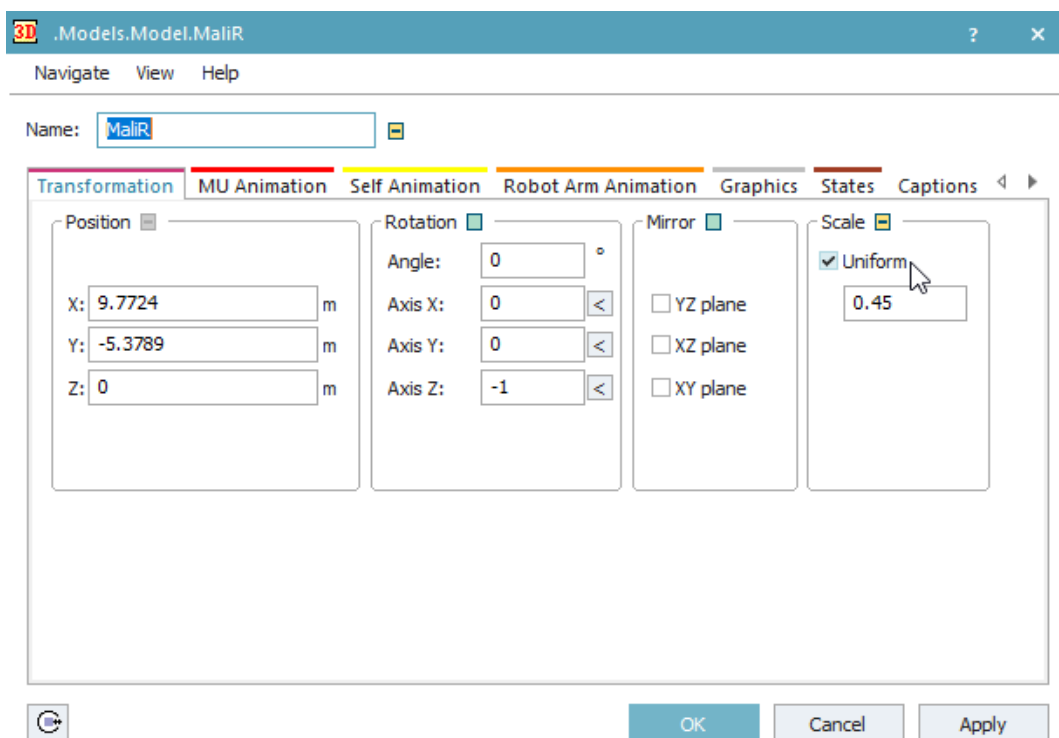 3D .Models.Model.MaliR ? ×
Navigate View Help
Name: MaliR
Transformation MU Animation Self Animation Robot Arm Animation Graphics States Captions
Position Rotation Mirror Scale
Angle: 0 ° Uniform
X: 9.7724 m Axis X: 0 < YZ plane 0.45
Y: -5.3789 m Axis Y: 0 < XZ plane
Z: 0 m Axis Z: -1 < XY plane
OK Cancel Apply